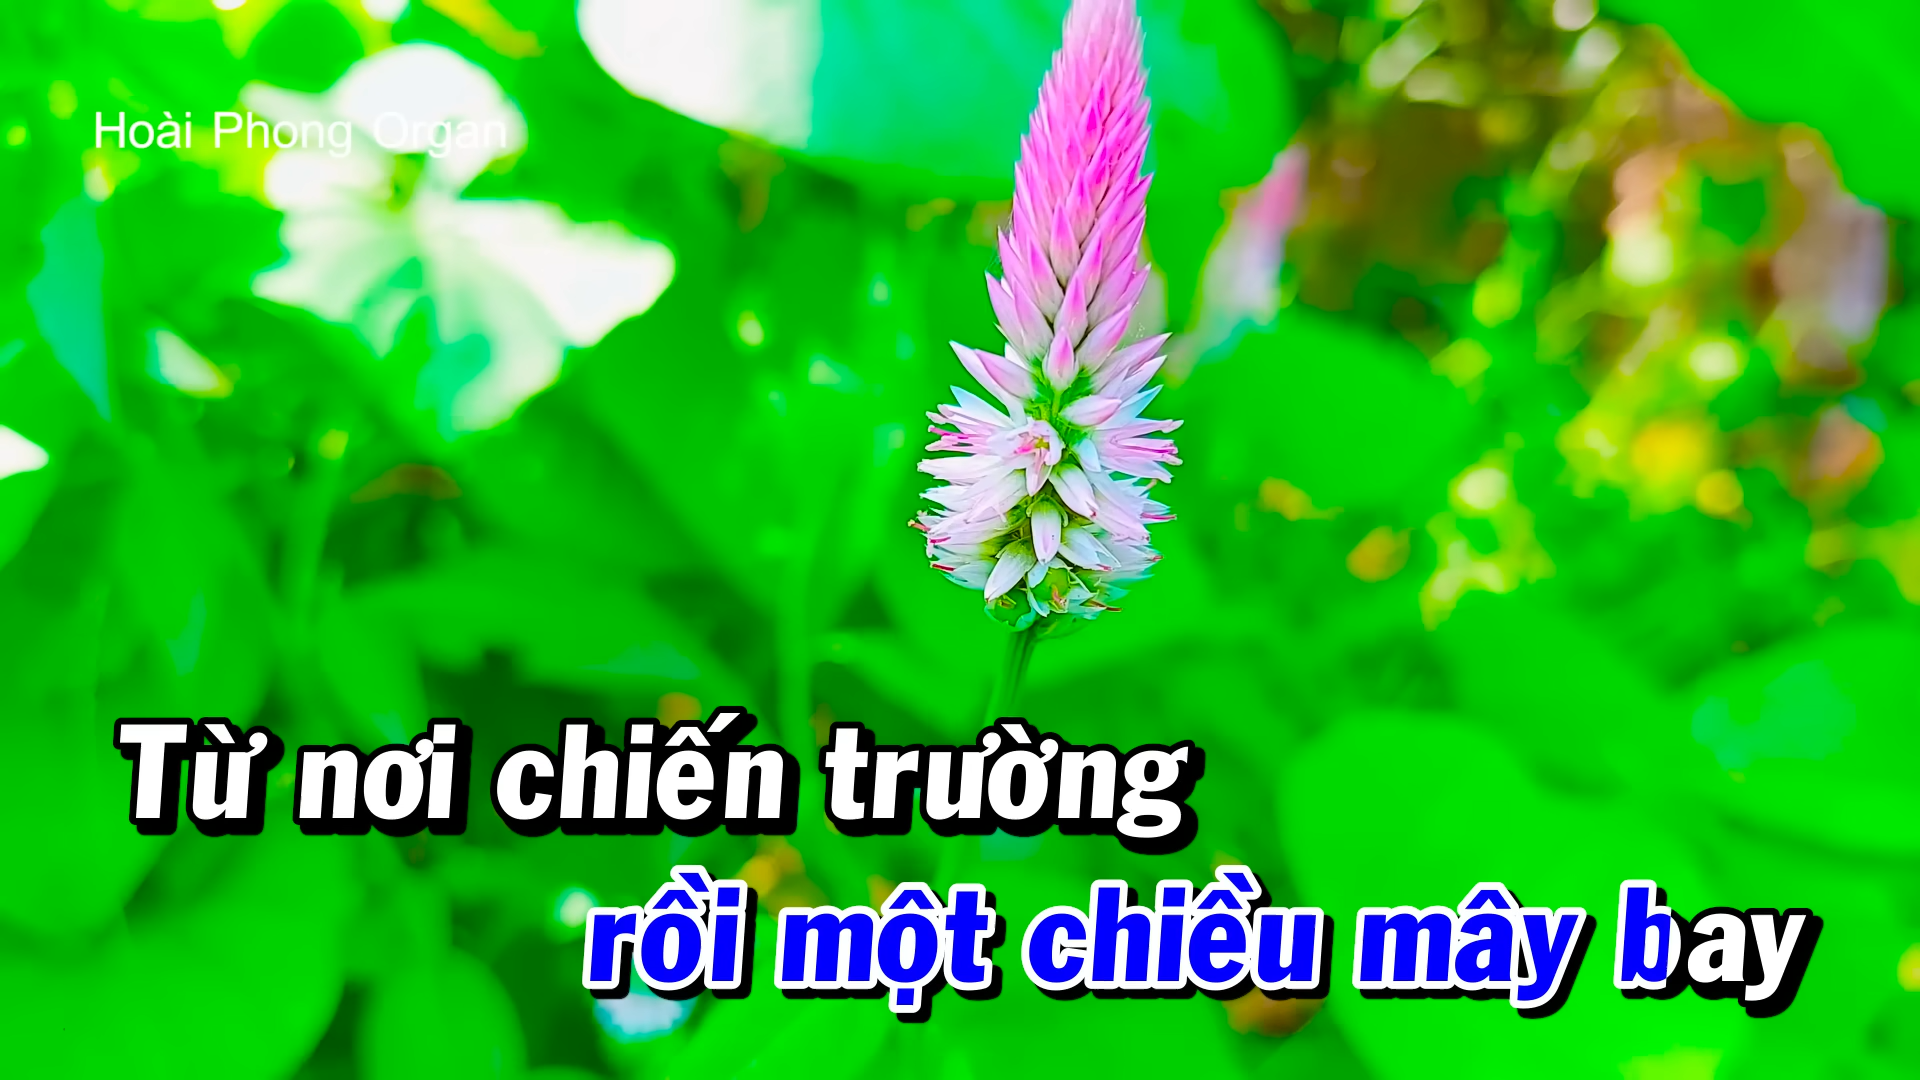 Hoài Phong Organ
Từ nơi chiến trường
rồi một chiều mây bay